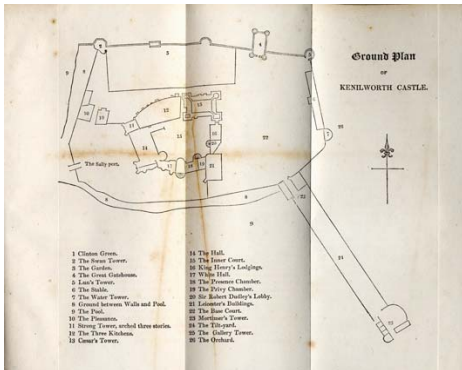 Ground Plan
OF
KENILWORTH CASTLE.
The Sally port.
1 Clinton Green.
2 The Swan Tower.
3 The Garden.
4 The Great Gatehouse.
5 Lun's Tower.
6 The Stable.
7 The Water Tower.
8 Ground between Walls and Pool.
9 The Pool.
10 The Pleasance.
11 Strong Tower, arched three stories.
12 The Three Kitchens.
13 Cæsar's Tower.
14 The Hall.
15 The Inner Court.
16 King Henry's Lodgings.
17 White Hall.
18 The Presence Chamber.
19 The Privy Chamber.
20 Sir Robert Dudley's Lobby.
21 Leicester's Buildings.
22 The Base Court.
23 Mortimer's Tower.
24 The Tilt-yard.
25 The Gallery Tower.
26 The Orchard.